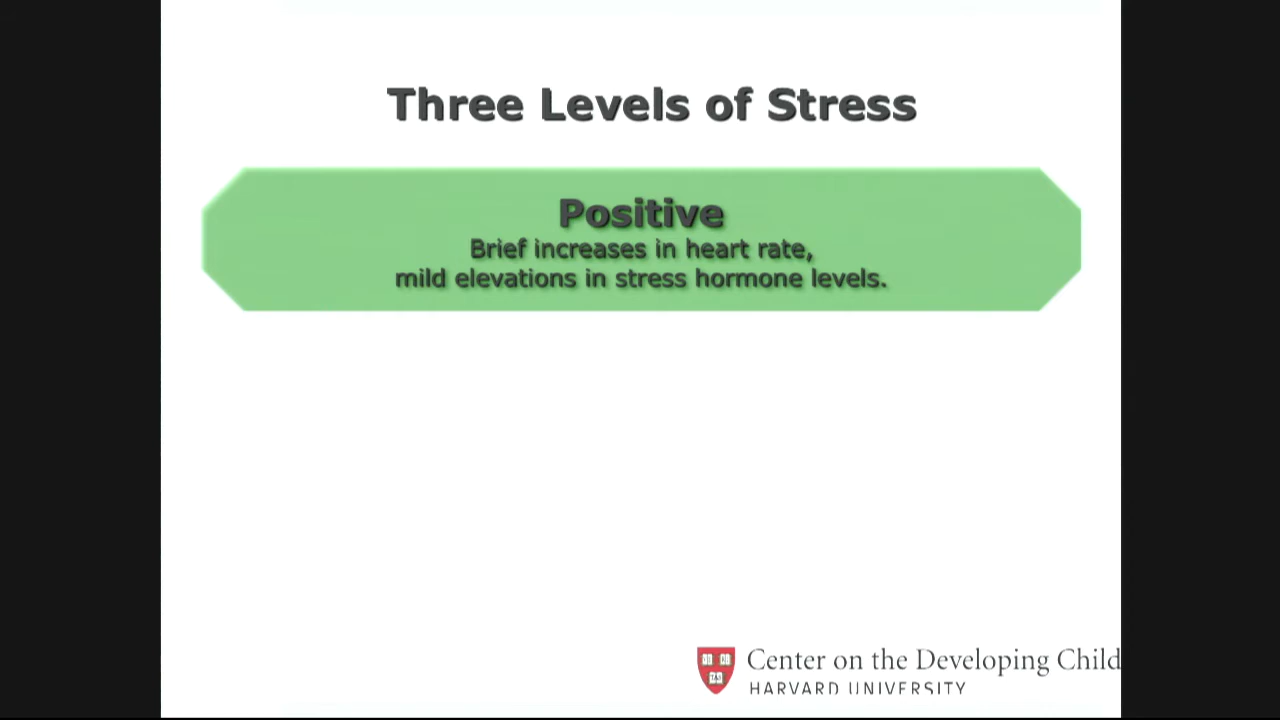 Three Levels of Stress
Positive
Brief increases in heart rate,
mild elevations in stress hormone levels.
Center on the Developing Child
HARVARD UNIVERSITY